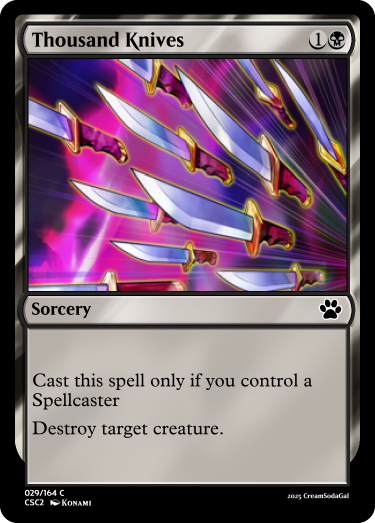 Thousand Knives 1
Sorcery
Cast this spell only if you control a
Spellcaster
Destroy target creature.
029/164 C
CSC2 KONAMI
2025 CreamSodaGal